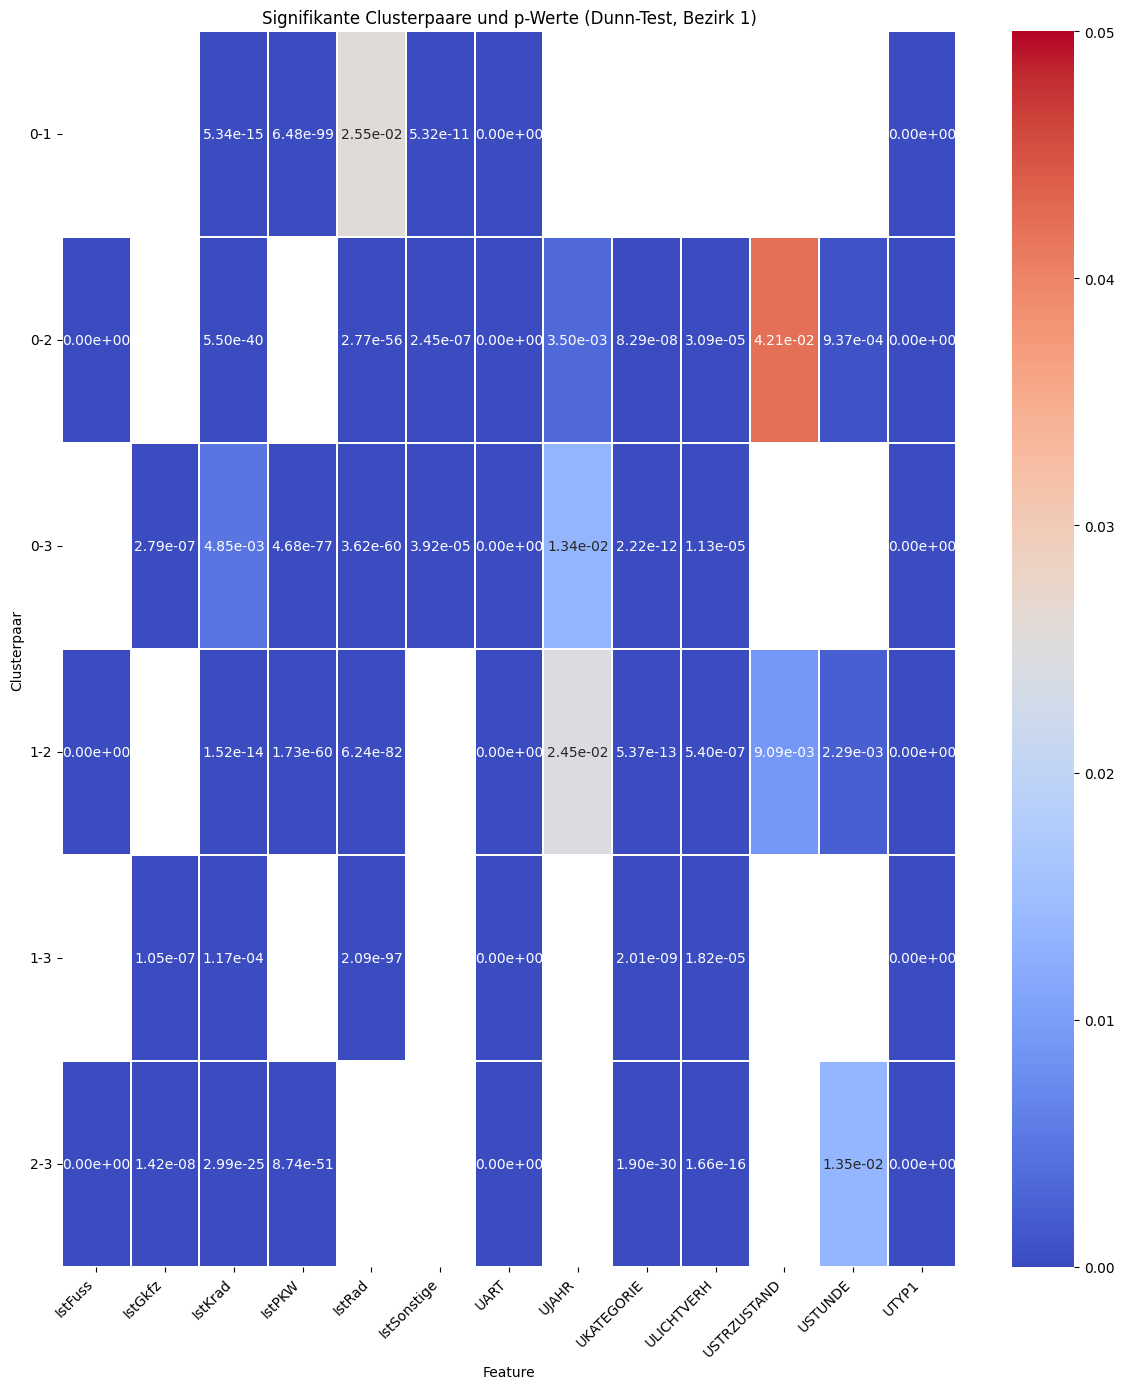 Signifikante Clusterpaare und p-Werte (Dunn-Test, Bezirk 1)
Clusterpaar
0-1 5.34e-15 6.48e-99 2.55e-02 5.32e-11 0.00e+00 0.00e+00
0-2 0.00e+00 5.50e-40 2.77e-56 2.45e-07 0.00e+00 3.50e-03 8.29e-08 3.09e-05 4.21e-02 9.37e-04 0.00e+00
0-3 2.79e-07 4.85e-03 4.68e-77 3.62e-60 3.92e-05 0.00e+00 1.34e-02 2.22e-12 1.13e-05 0.00e+00
1-2 0.00e+00 1.52e-14 1.73e-60 6.24e-82 0.00e+00 2.45e-02 5.37e-13 5.40e-07 9.09e-03 2.29e-03 0.00e+00
1-3 1.05e-07 1.17e-04 2.09e-97 0.00e+00 2.01e-09 1.82e-05 0.00e+00
2-3 0.00e+00 1.42e-08 2.99e-25 8.74e-51 0.00e+00 1.90e-30 1.66e-16 1.35e-02 0.00e+00
IstFuss IstGkfz IstKrad IstPKW IstRad IstSonstige UART UJAHR UKATEGORIE ULICHTVERH USTRZUSTAND USTUNDE UTYP1
Feature
0.05
0.04
0.03
0.02
0.01
0.00